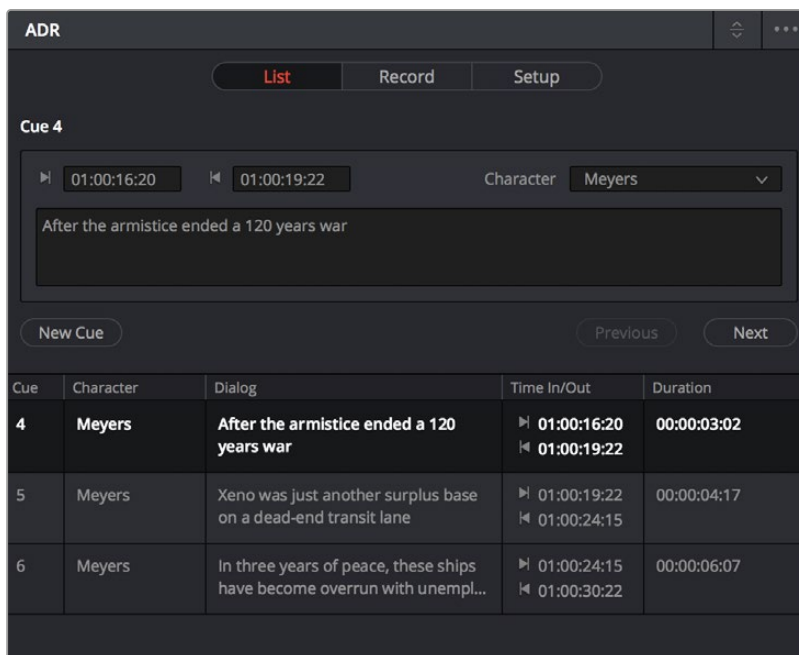 ADR
List Record Setup
Cue 4
01:00:16:20 01:00:19:22 Character Meyers
After the armistice ended a 120 years war
New Cue Previous Next
Cue Character Dialog Time In/Out Duration
4 Meyers After the armistice ended a 120 01:00:16:20 00:00:03:02
years war 01:00:19:22
5 Meyers Xeno was just another surplus base 01:00:19:22 00:00:04:17
on a dead-end transit lane 01:00:24:15
6 Meyers In three years of peace, these ships 01:00:24:15 00:00:06:07
have become overrun with unempl... 01:00:30:22